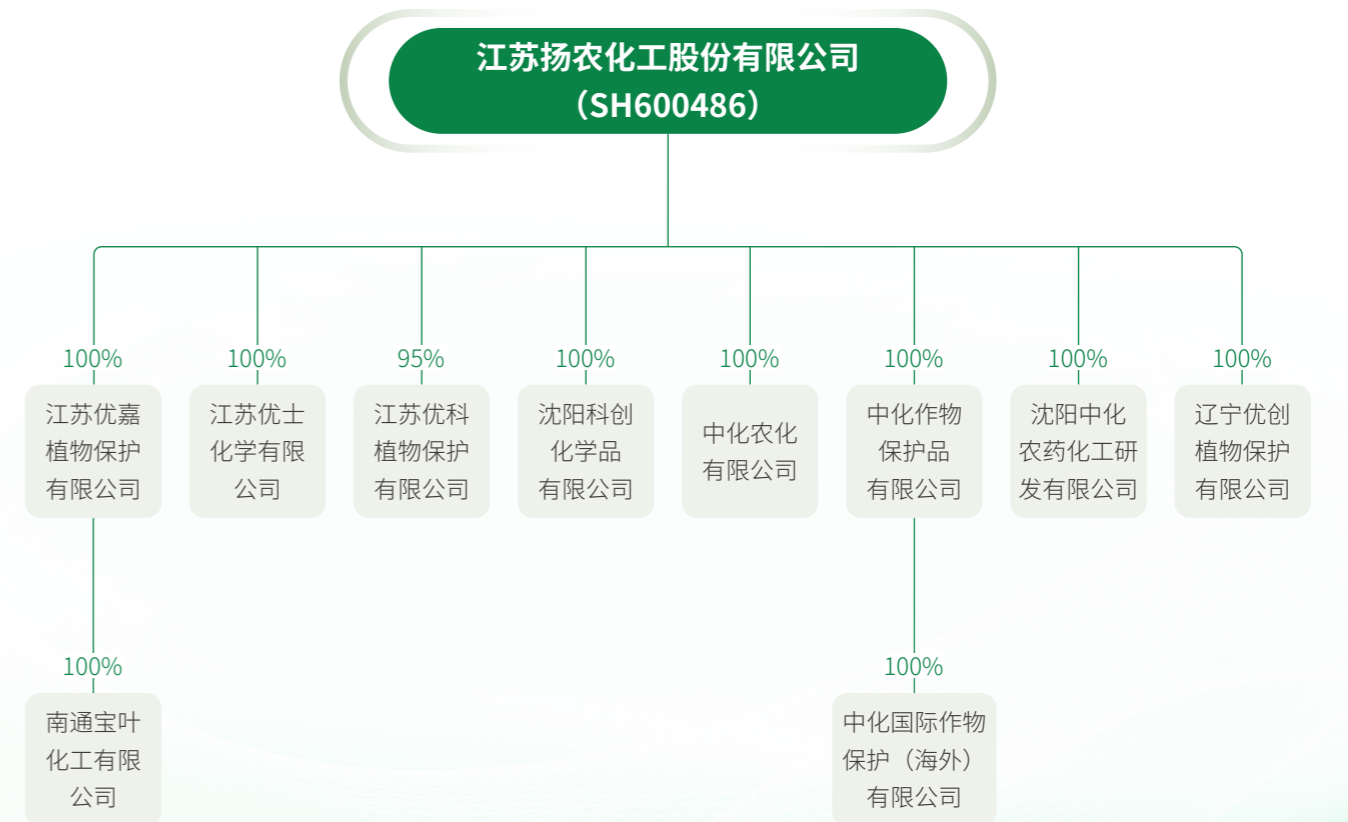 江苏扬农化工股份有限公司
（SH600486）
100%
100%
95%
100%
100%
100%
100%
100%
江苏优嘉
植物保护
有限公司
江苏优士
化学有限
公司
江苏优科
植物保护
有限公司
沈阳科创
化学品
有限公司
中化农化
有限公司
中化作物
保护品
有限公司
沈阳中化
农药化工研
发有限公司
辽宁优创
植物保护
有限公司
100%
100%
南通宝叶
化工有限
公司
中化国际作物
保护（海外）
有限公司